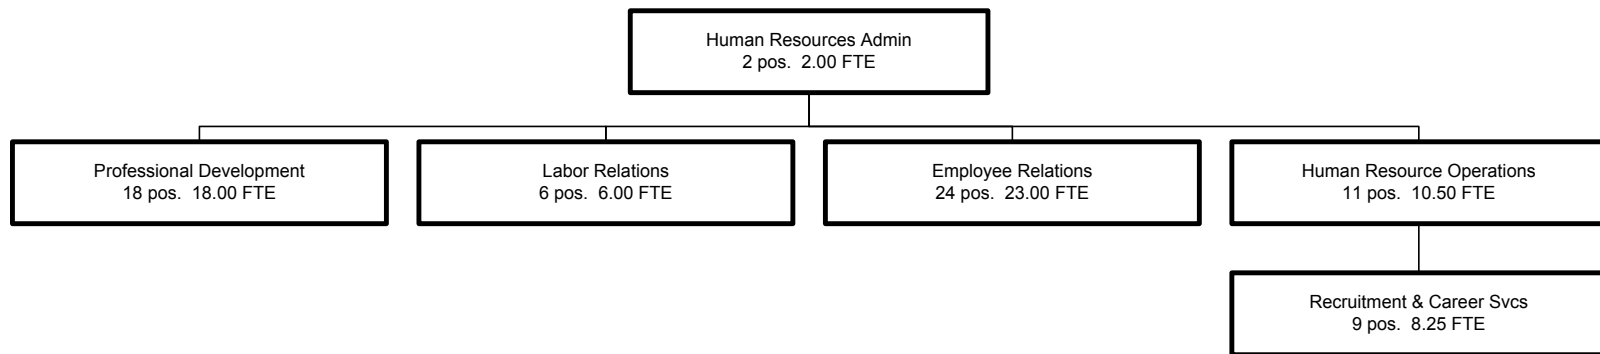 Human Resources Admin
2 pos.  2.00 FTE
Professional Development
18 pos.  18.00 FTE
Labor Relations
6 pos.  6.00 FTE
Employee Relations
24 pos.  23.00 FTE
Human Resource Operations
11 pos.  10.50 FTE
Recruitment & Career Svcs
9 pos.  8.25 FTE